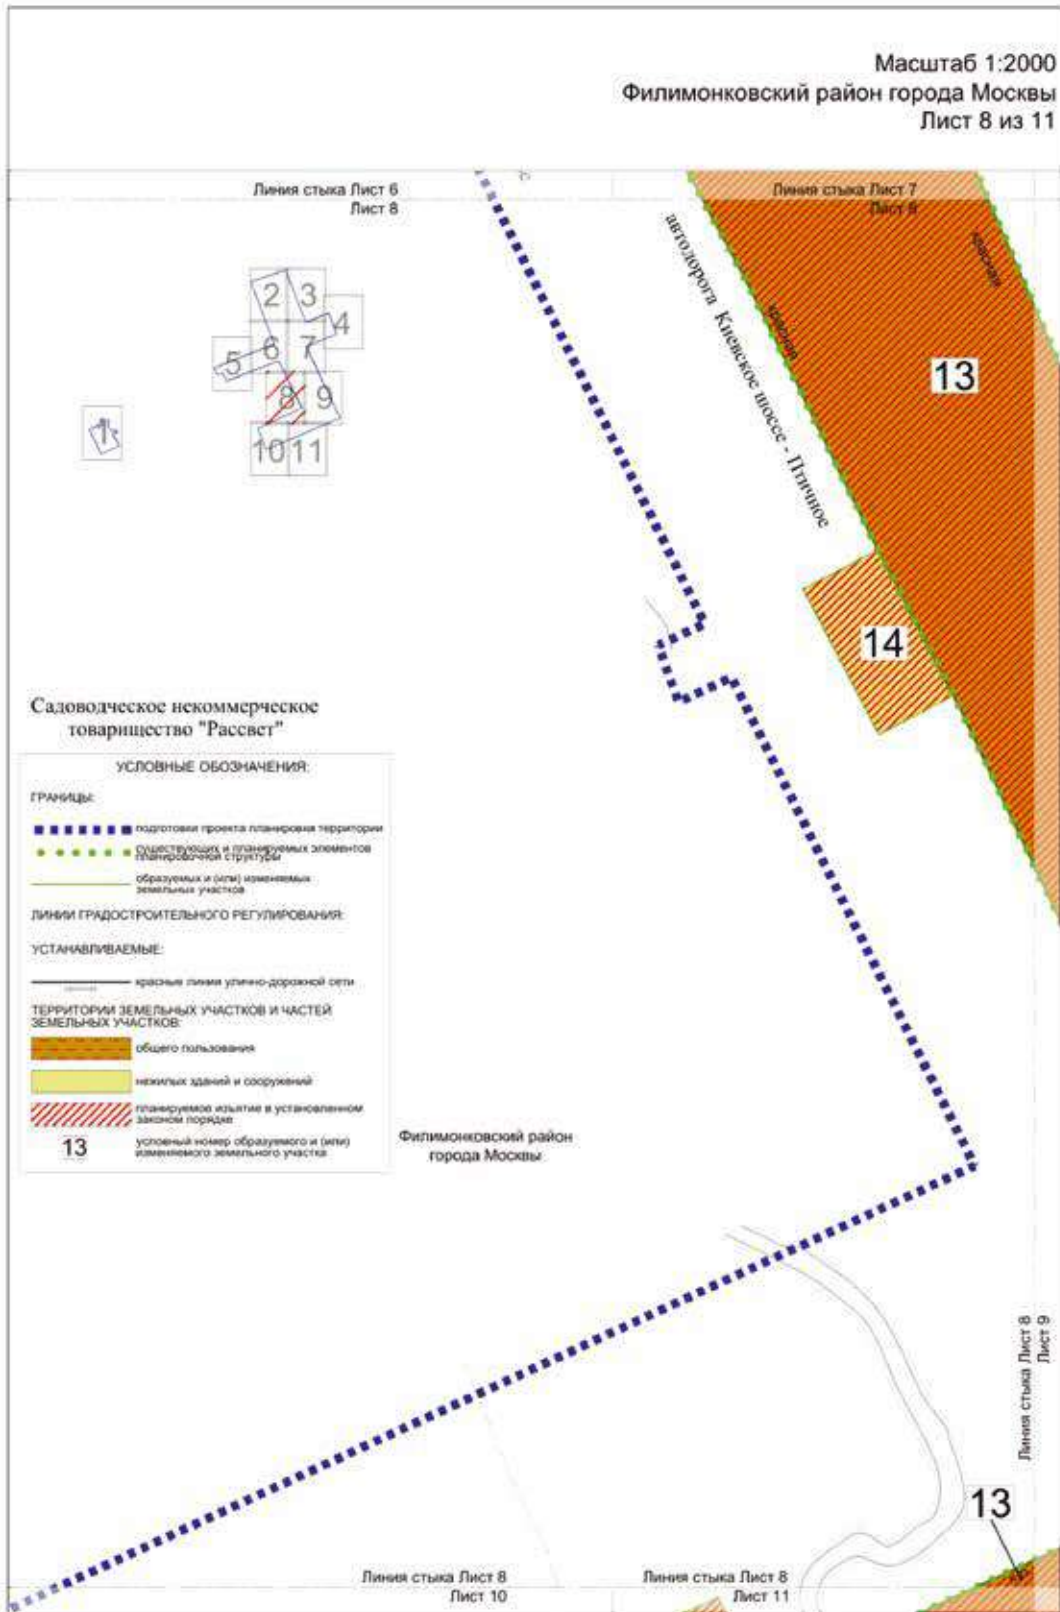 Масштаб 1:2000
Филимонковский район города Москвы
Лист 8 из 11
Линия стыка Лист 6
Лист 8
Линия стыка Лист 7
Лист 8
автодорога Киевское шоссе - Птичное
красная
красная
13
14
2
3
4
5
6
7
8
9
1
10
11
Садоводческое некоммерческое
товарищество "Рассвет"
УСЛОВНЫЕ ОБОЗНАЧЕНИЯ:
ГРАНИЦЫ:
подготовки проекта планировки территории
существующих и планируемых элементов
планировочной структуры
образуемых и (или) изменяемых
земельных участков
ЛИНИИ ГРАДОСТРОИТЕЛЬНОГО РЕГУЛИРОВАНИЯ:
УСТАНАВЛИВАЕМЫЕ:
красные линии улично-дорожной сети
ТЕРРИТОРИИ ЗЕМЕЛЬНЫХ УЧАСТКОВ И ЧАСТЕЙ
ЗЕМЕЛЬНЫХ УЧАСТКОВ:
общего пользования
нежилых зданий и сооружений
планируемое изъятие в установленном
законом порядке
13
условный номер образуемого и (или)
изменяемого земельного участка
Филимонковский район
города Москвы
Линия стыка Лист 8
Лист 9
13
Линия стыка Лист 8
Лист 10
Линия стыка Лист 8
Лист 11